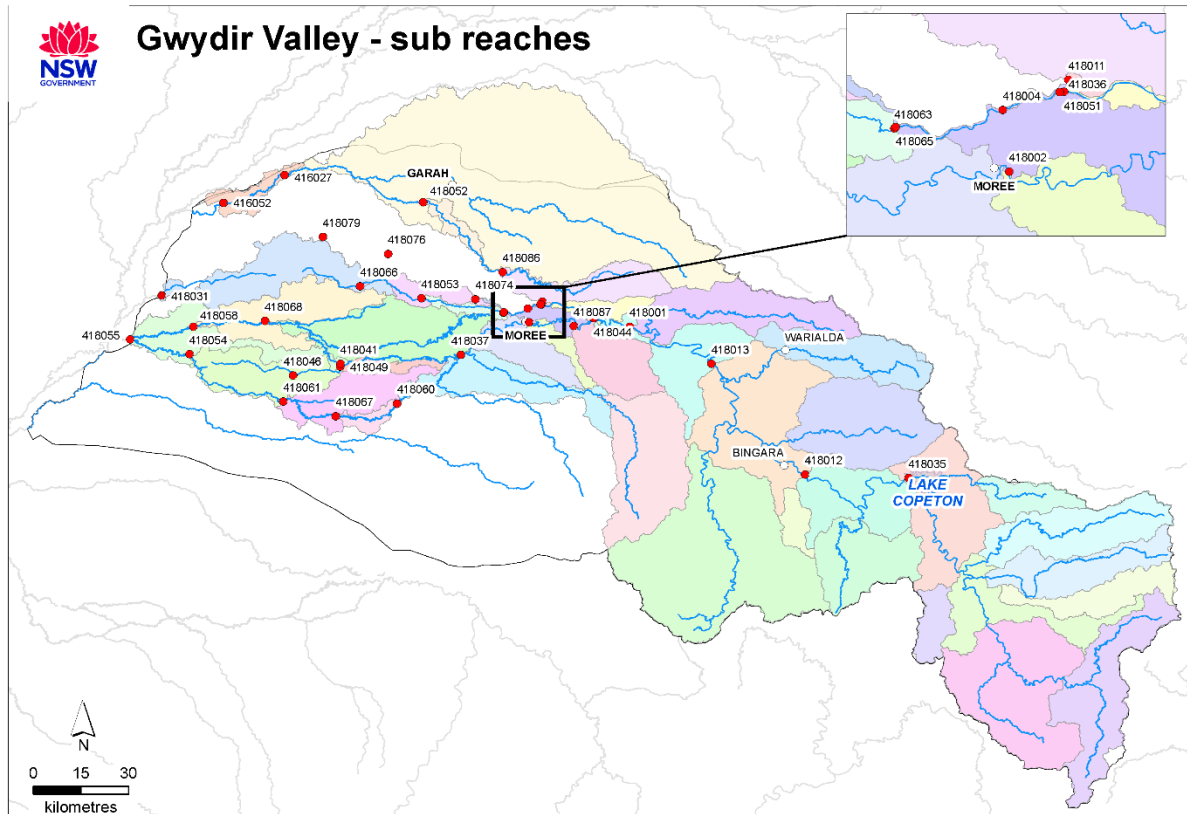 Gwydir Valley - sub reaches
NSW
GOVERNMENT
418011
418036
418004
418051
418063
418065
418002
MOREE
416027
GARAH
416052
418052
418079
418076
418086
418066
418053
418074
418031
418068
418058
418087
418001
418044
MOREE
418055
418054
418041
418037
418013
WARIALDA
418046
418049
418061
418060
418067
BINGARA
418012
418035
LAKE
COPETON
N
0 15 30
kilometres